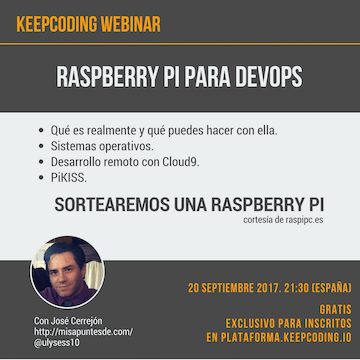 KEEPCODING WEBINAR
RASPBERRY PI PARA DEVOPS
• Qué es realmente y qué puedes hacer con ella.
• Sistemas operativos.
• Desarrollo remoto con Cloud9.
• PiKISS.
SORTEAREMOS UNA RASPBERRY PI
cortesía de raspipc.es
20 SEPTIEMBRE 2017. 21:30 (ESPAÑA)
GRATIS
EXCLUSIVO PARA INSCRITOS
EN PLATAFORMA.KEEPCODING.IO
Con José Cerrejón
http://misapuntesde.com/
@ulysess10